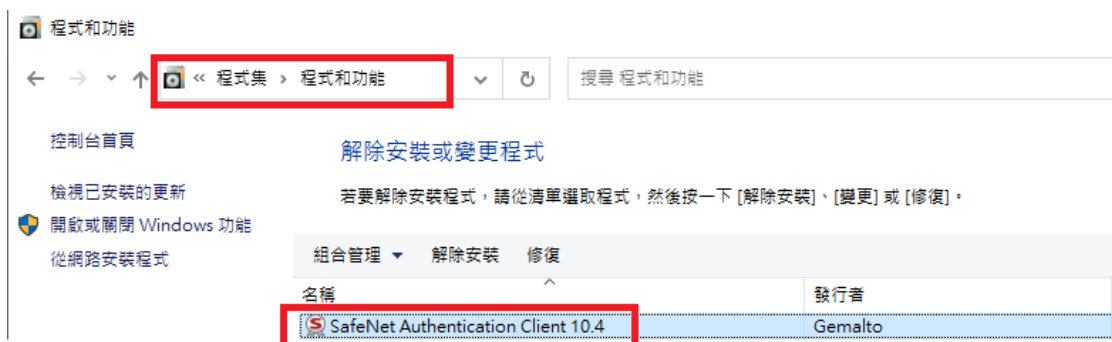 程式和功能
« 程式集 › 程式和功能
搜尋 程式和功能
控制台首頁
檢視已安裝的更新
開啟或關閉 Windows 功能
從網路安裝程式
解除安裝或變更程式
若要解除安裝程式，請從清單選取程式，然後按一下 [解除安裝]、[變更] 或 [修復]。
組合管理 解除安裝 修復
名稱 發行者
SafeNet Authentication Client 10.4 Gemalto